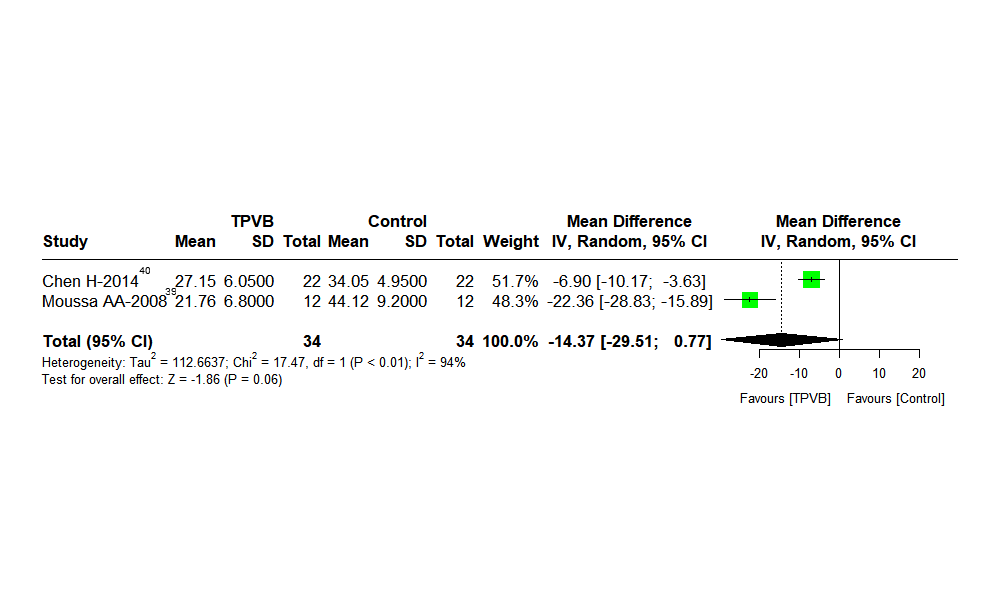 TPVB Control Mean Difference Mean Difference
Study Mean SD Total Mean SD Total Weight IV, Random, 95% CI IV, Random, 95% CI
Chen H-2014⁴⁰ 27.15 6.0500 22 34.05 4.9500 22 51.7% -6.90 [-10.17; -3.63]
Moussa AA-2008³⁹ 21.76 6.8000 12 44.12 9.2000 12 48.3% -22.36 [-28.83; -15.89]
Total (95% CI) 34 34 100.0% -14.37 [-29.51; 0.77]
Heterogeneity: Tau² = 112.6637; Chi² = 17.47, df = 1 (P < 0.01); I² = 94%
Test for overall effect: Z = -1.86 (P = 0.06)
-20 -10 0 10 20
Favours [TPVB] Favours [Control]